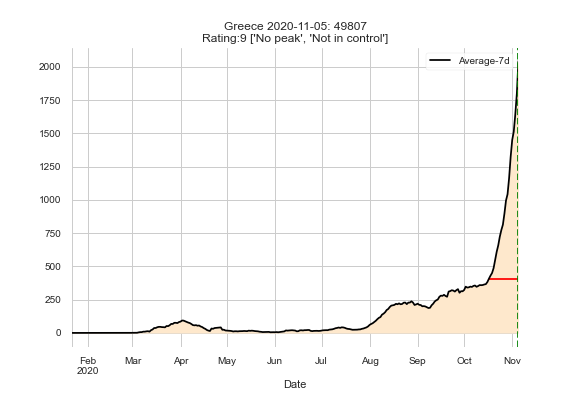 Greece 2020-11-05: 49807
Rating:9 ['No peak', 'Not in control']
Average-7d
2000
1750
1500
1250
1000
750
500
250
0
Feb Mar Apr May Jun Jul Aug Sep Oct Nov
2020
Date